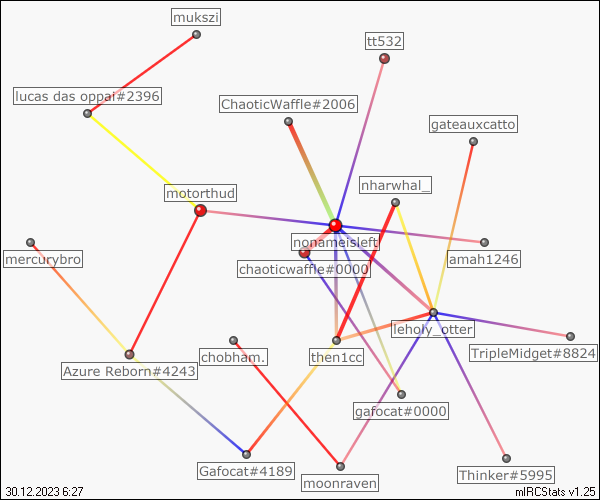 mukszi
tt532
lucas das oppai#2396
ChaoticWaffle#2006
gateauxcatto
nharwhal_
motorthud
nonameisleft
mercurybro
amah1246
chaoticwaffle#0000
leholy_otter
chobham.
then1cc
TripleMidget#8824
Azure Reborn#4243
gafocat#0000
Gafocat#4189
Thinker#5995
moonraven
30.12.2023 6:27
mIRCStats v1.25